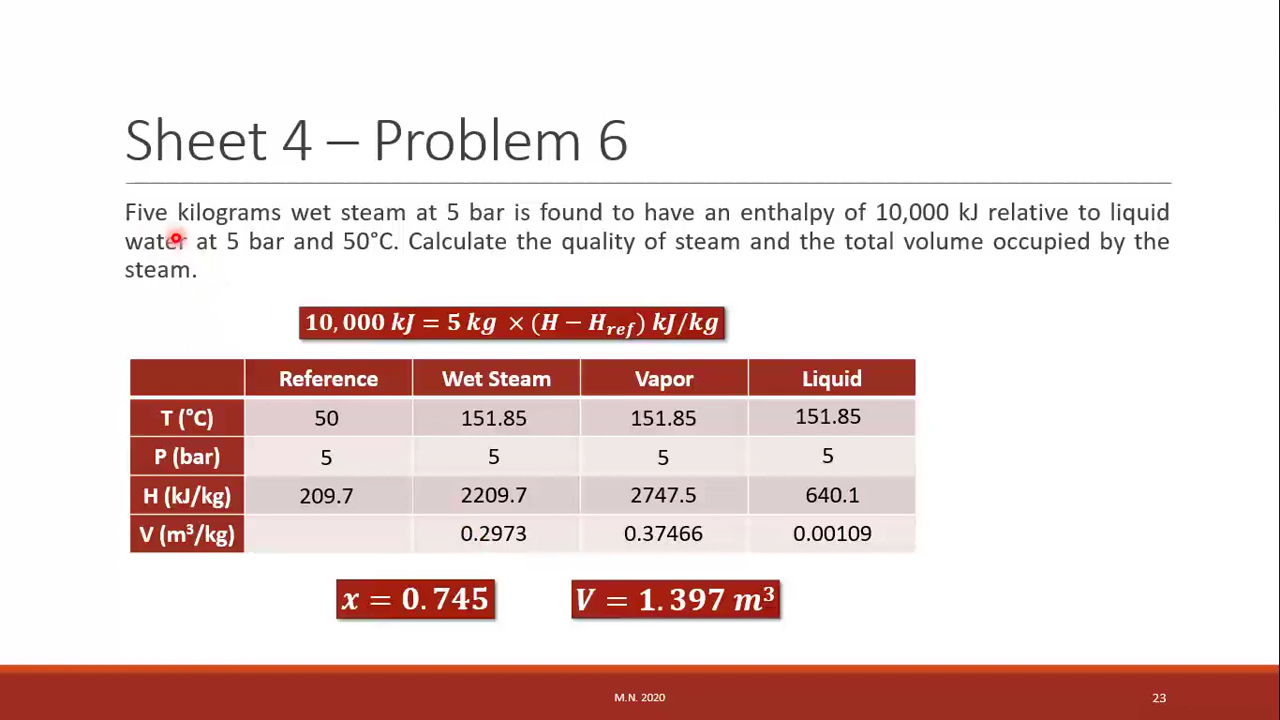 Sheet 4 – Problem 6
Five kilograms wet steam at 5 bar is found to have an enthalpy of 10,000 kJ relative to liquid
water at 5 bar and 50°C. Calculate the quality of steam and the total volume occupied by the
steam.
10,000 kJ = 5 kg × (H − H_ref) kJ/kg
Reference Wet Steam Vapor Liquid
T (°C) 50 151.85 151.85 151.85
P (bar) 5 5 5 5
H (kJ/kg) 209.7 2209.7 2747.5 640.1
V (m³/kg) 0.2973 0.37466 0.00109
x = 0.745 V = 1.397 m³
M.N. 2020 23